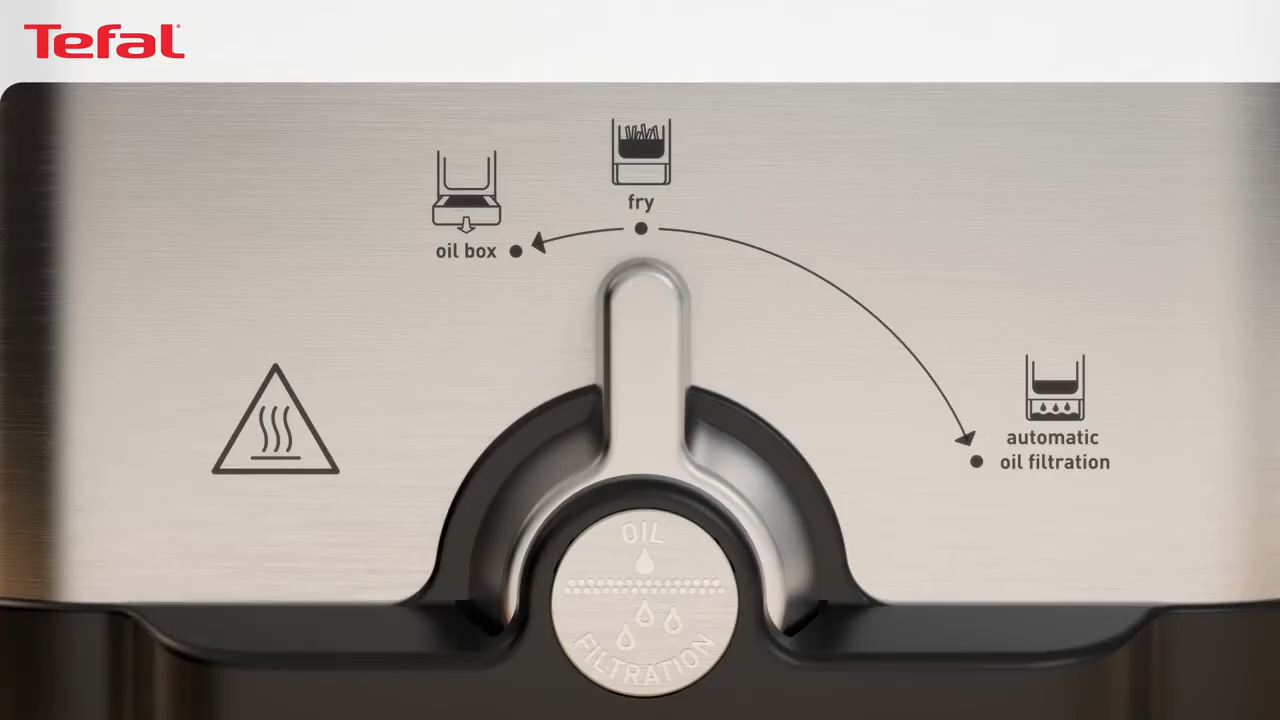 Tefal
fry
oil box
automatic
oil filtration
OIL
FILTRATION